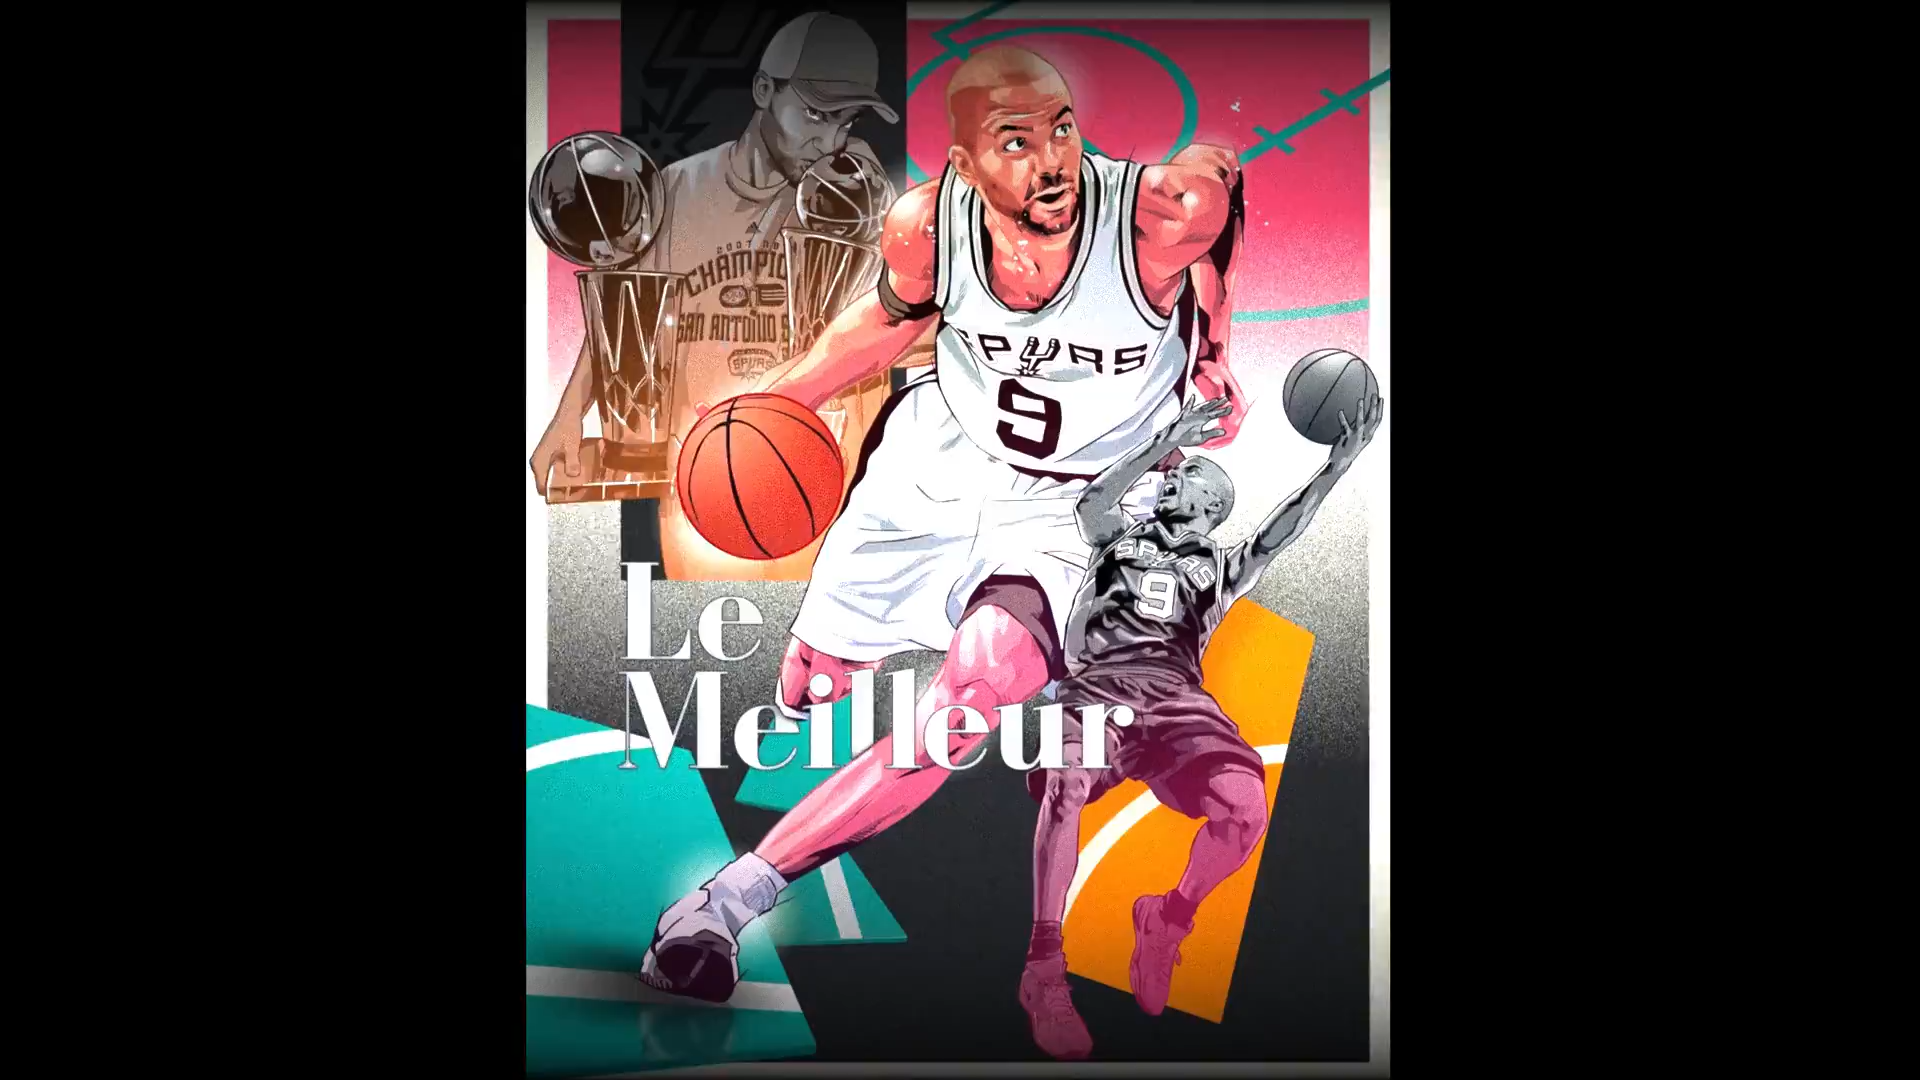 CHAMPIO
SAN ANTONIO S
SPURS
SPURS
9
SPURS
9
Le
Meilleur